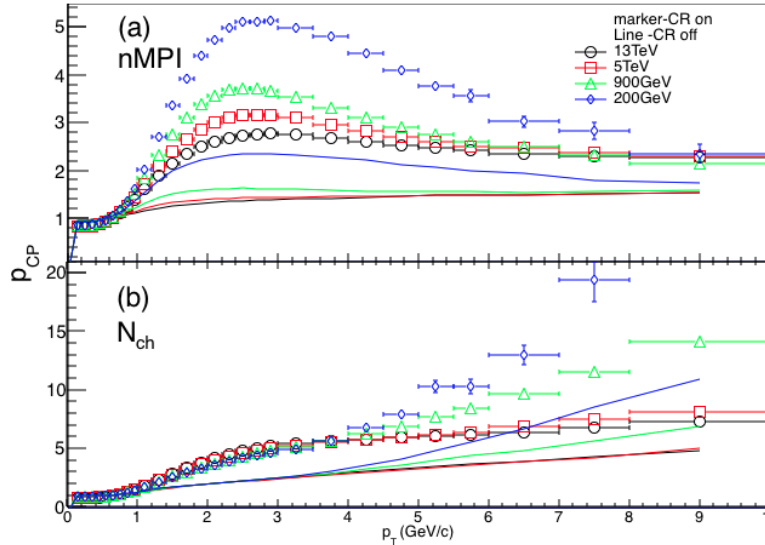 (a)
nMPI
marker-CR on
Line -CR off
13TeV
5TeV
900GeV
200GeV
5
4
3
2
1
p_CP
(b)
N_ch
20
15
10
5
0
0 1 2 3 4 5 6 7 8 9 1
p_T (GeV/c)